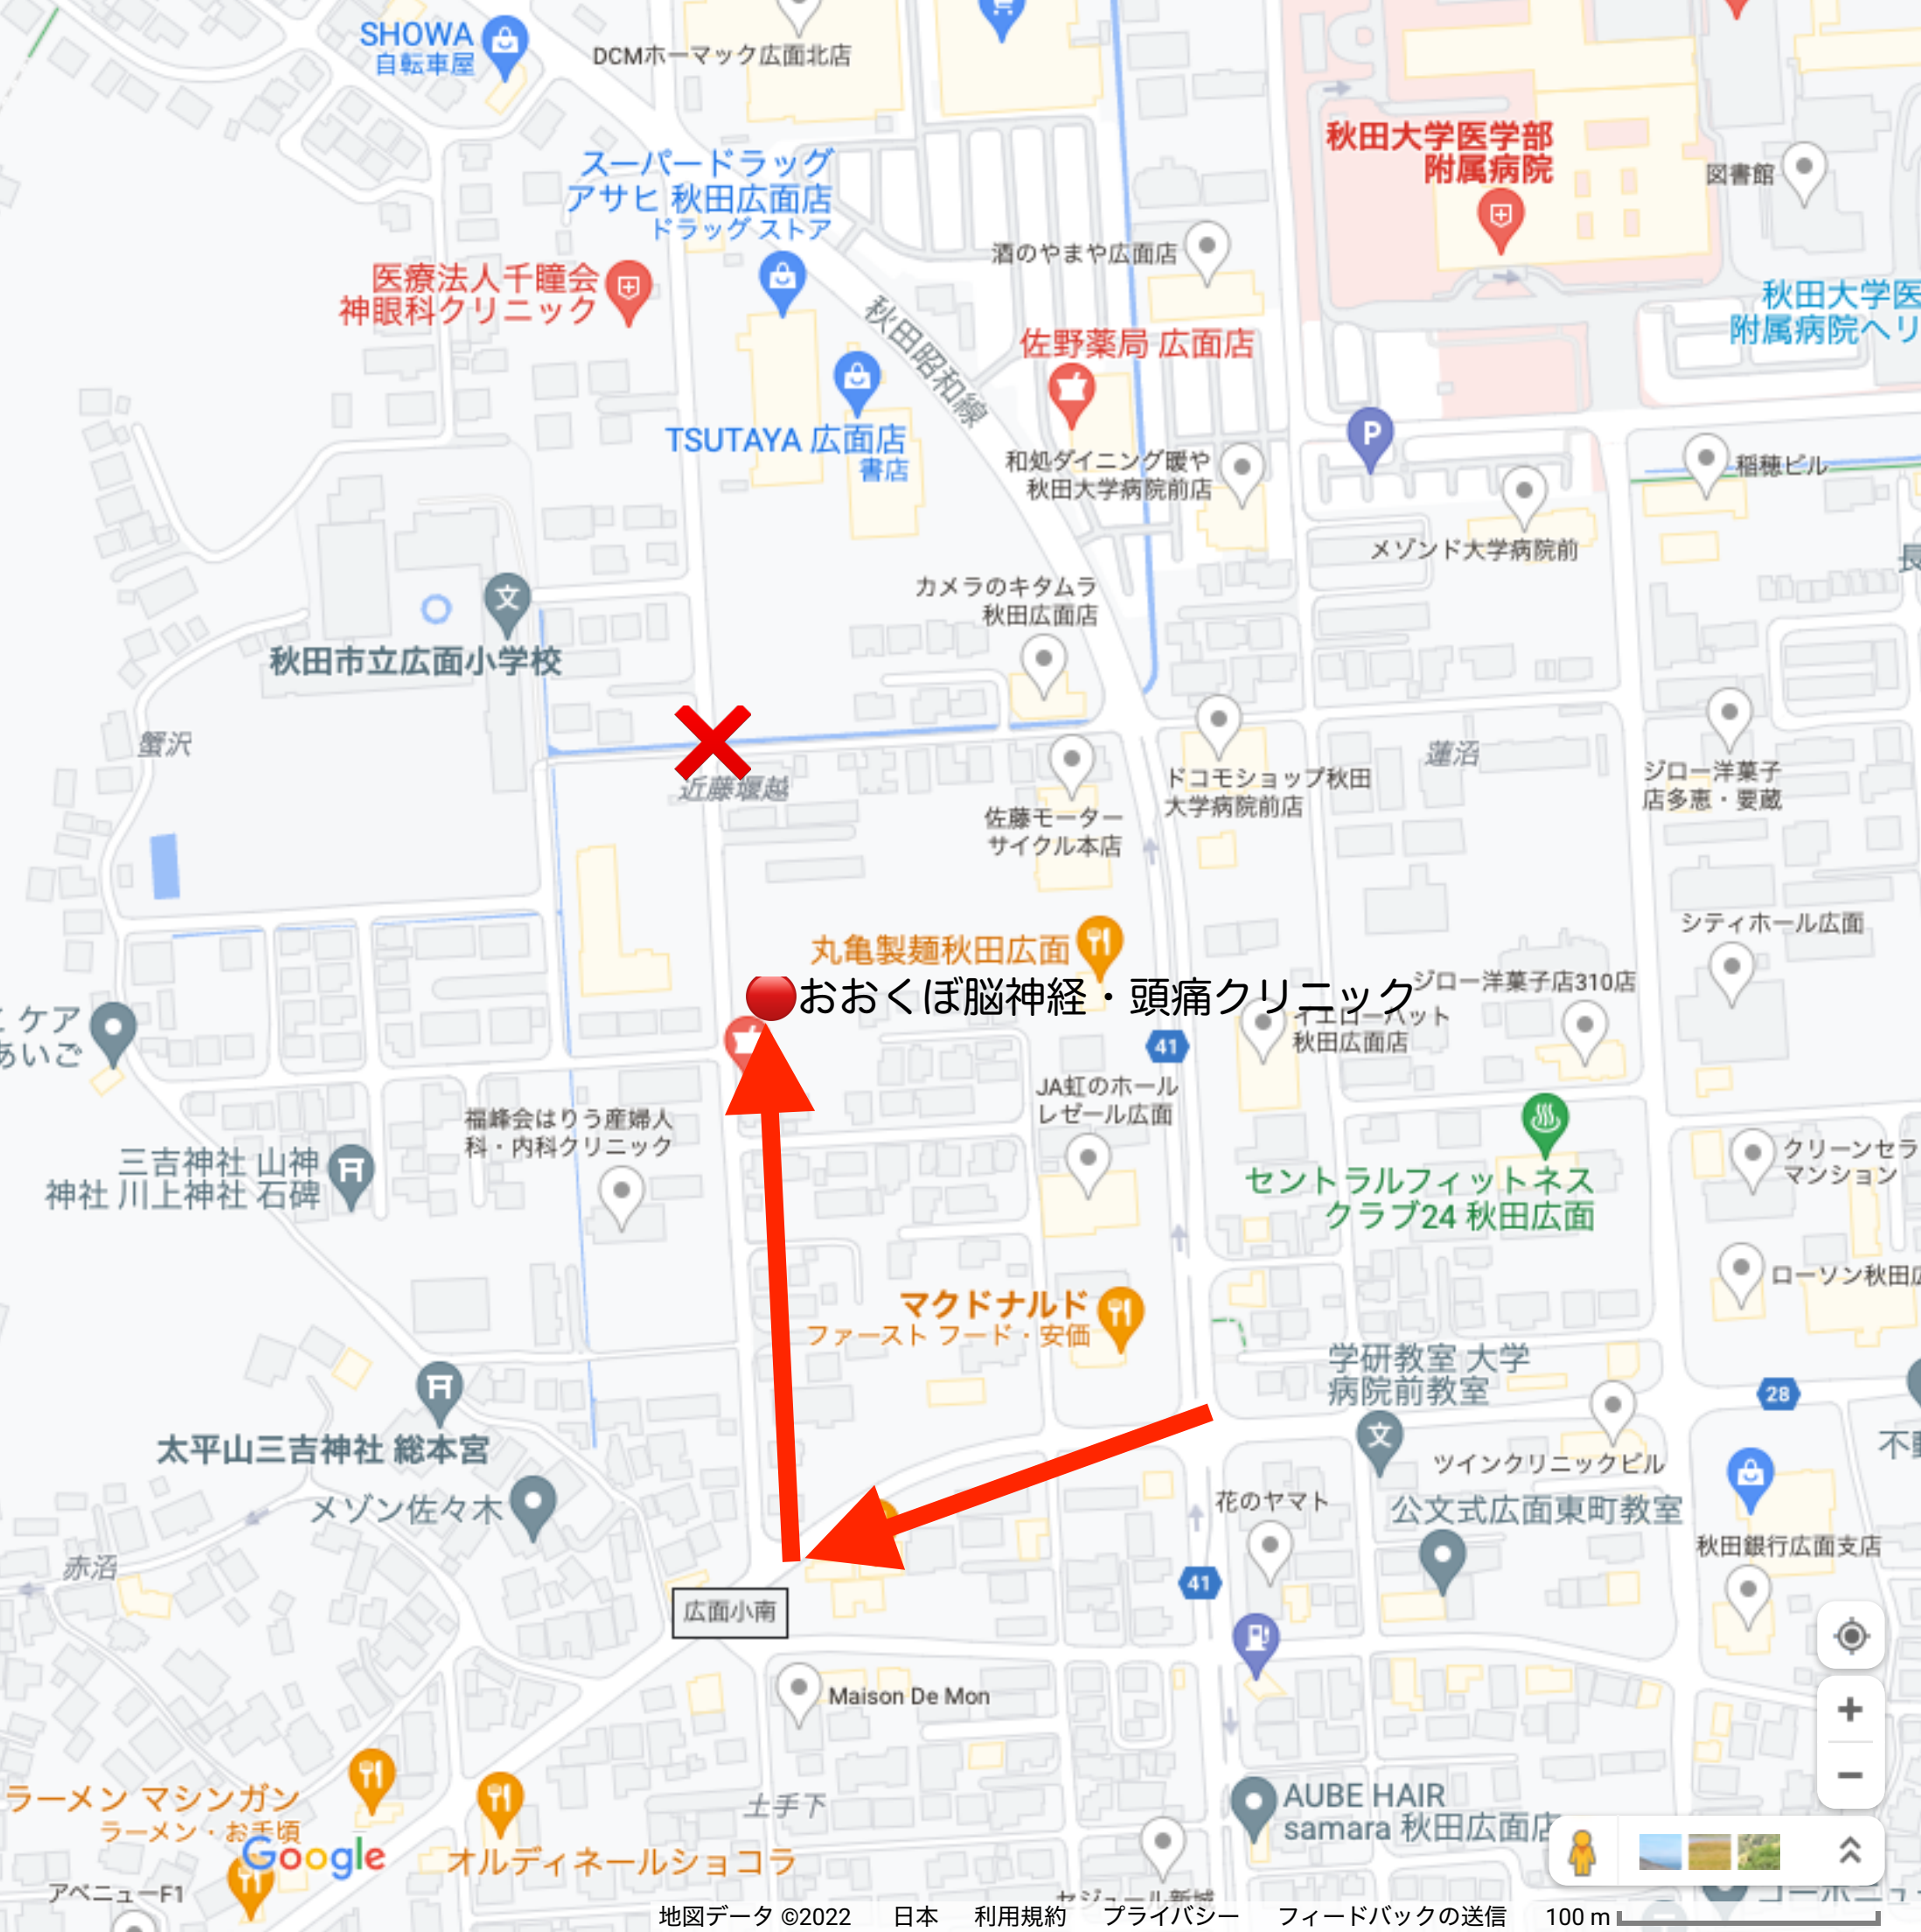 SHOWA
自転車屋
DCMホーマック広面北店
スーパードラッグ
アサヒ 秋田広面店
ドラッグ ストア
秋田大学医学部
附属病院
図書館
医療法人千瞳会
神眼科クリニック
酒のやまや広面店
秋田大学医
附属病院ヘリ
秋田昭和線
佐野薬局 広面店
TSUTAYA 広面店
書店
P
和処ダイニング暖や
秋田大学病院前店
稲穂ビル
メゾンド大学病院前
長
カメラのキタムラ
秋田広面店
文
秋田市立広面小学校
蟹沢
近藤堰越
蓮沼
ドコモショップ秋田
大学病院前店
ジロー洋菓子
店多恵・要蔵
佐藤モーター
サイクル本店
シティホール広面
丸亀製麺秋田広面
おおくぼ脳神経・頭痛クリニック
ジロー洋菓子店310店
イエローハット
秋田広面店
ケア
あいご
41
JA虹のホール
レゼール広面
福峰会はりう産婦人
科・内科クリニック
三吉神社 山神
神社 川上神社 石碑
クリーンセラ
マンション
セントラルフィットネス
クラブ24 秋田広面
ローソン秋田広
マクドナルド
ファースト フード・安価
学研教室 大学
病院前教室
28
文
太平山三吉神社 総本宮
ツインクリニックビル
メゾン佐々木
花のヤマト
公文式広面東町教室
秋田銀行広面支店
赤沼
41
広面小南
Maison De Mon
土手下
AUBE HAIR
samara 秋田広面店
ラーメン マシンガン
ラーメン・お手頃
Google
オルディネールショコラ
アベニューF1
セジュール新城
地図データ ©2022 日本 利用規約 プライバシー フィードバックの送信 100 m